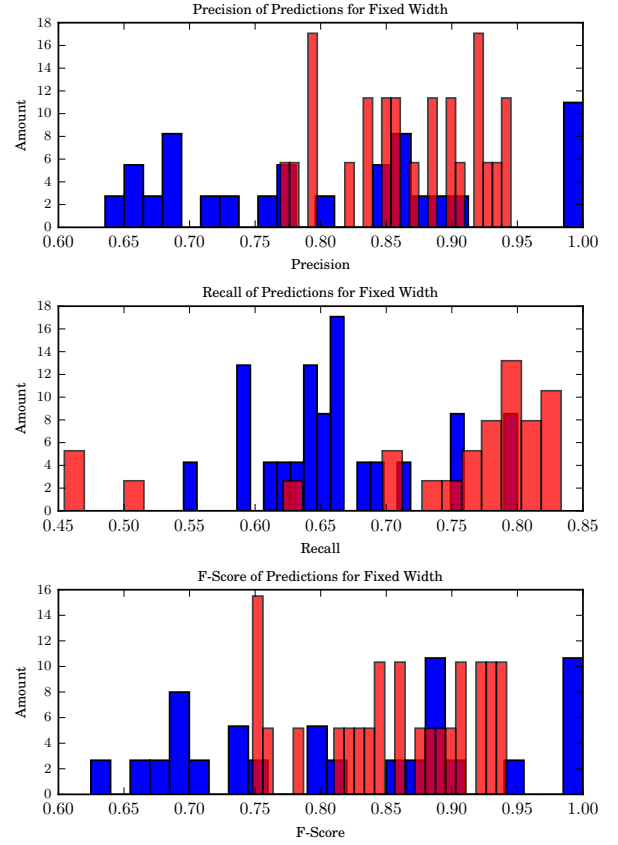 Precision of Predictions for Fixed Width
18
16
14
12
10
8
6
4
2
0
Amount
0.60 0.65 0.70 0.75 0.80 0.85 0.90 0.95 1.00
Precision
Recall of Predictions for Fixed Width
18
16
14
12
10
8
6
4
2
0
Amount
0.45 0.50 0.55 0.60 0.65 0.70 0.75 0.80 0.85
Recall
F-Score of Predictions for Fixed Width
16
14
12
10
8
6
4
2
0
Amount
0.60 0.65 0.70 0.75 0.80 0.85 0.90 0.95 1.00
F-Score